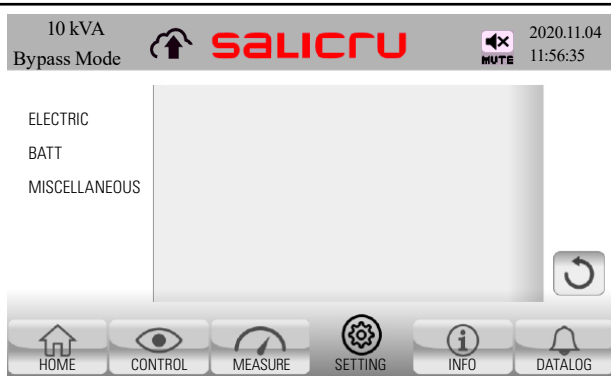 10 kVA
Bypass Mode
salicru
MUTE
2020.11.04
11:56:35
ELECTRIC
BATT
MISCELLANEOUS
HOME
CONTROL
MEASURE
SETTING
INFO
DATALOG